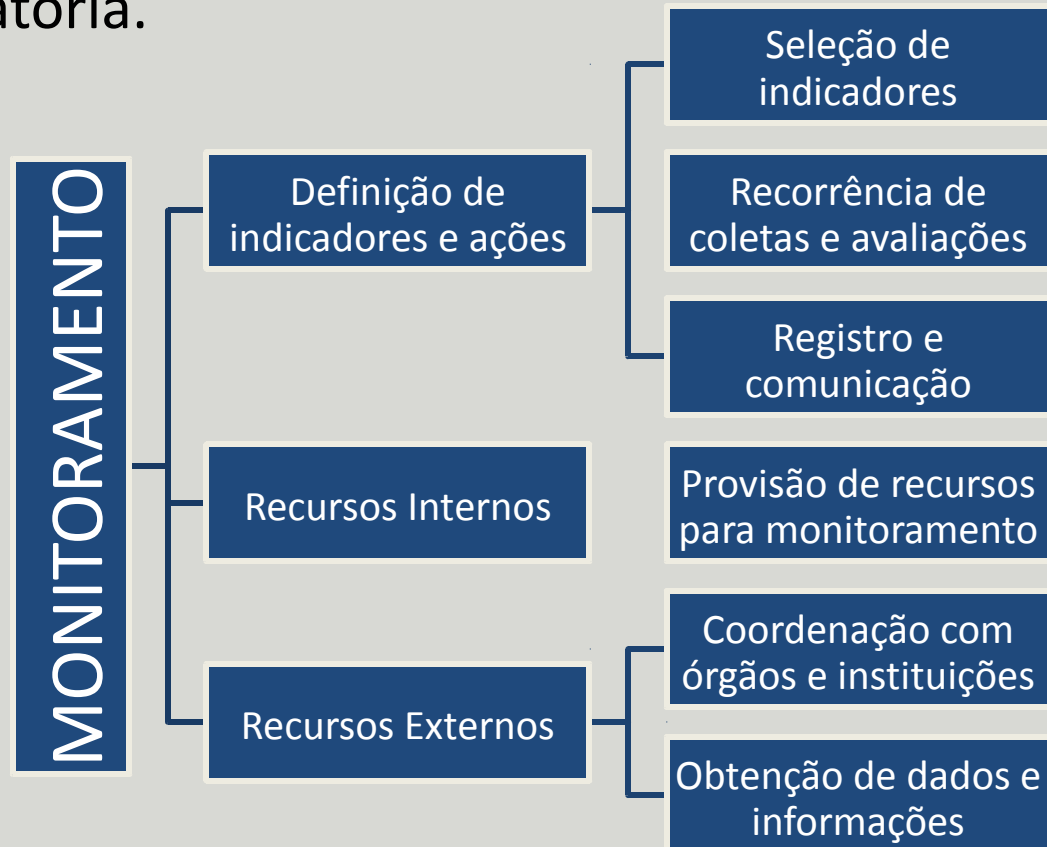 MONITORAMENTO
Definição de
indicadores e ações
Seleção de
indicadores
Recorrência de
coletas e avaliações
Registro e
comunicação
Recursos Internos
Provisão de recursos
para monitoramento
Recursos Externos
Coordenação com
órgãos e instituições
Obtenção de dados e
informações